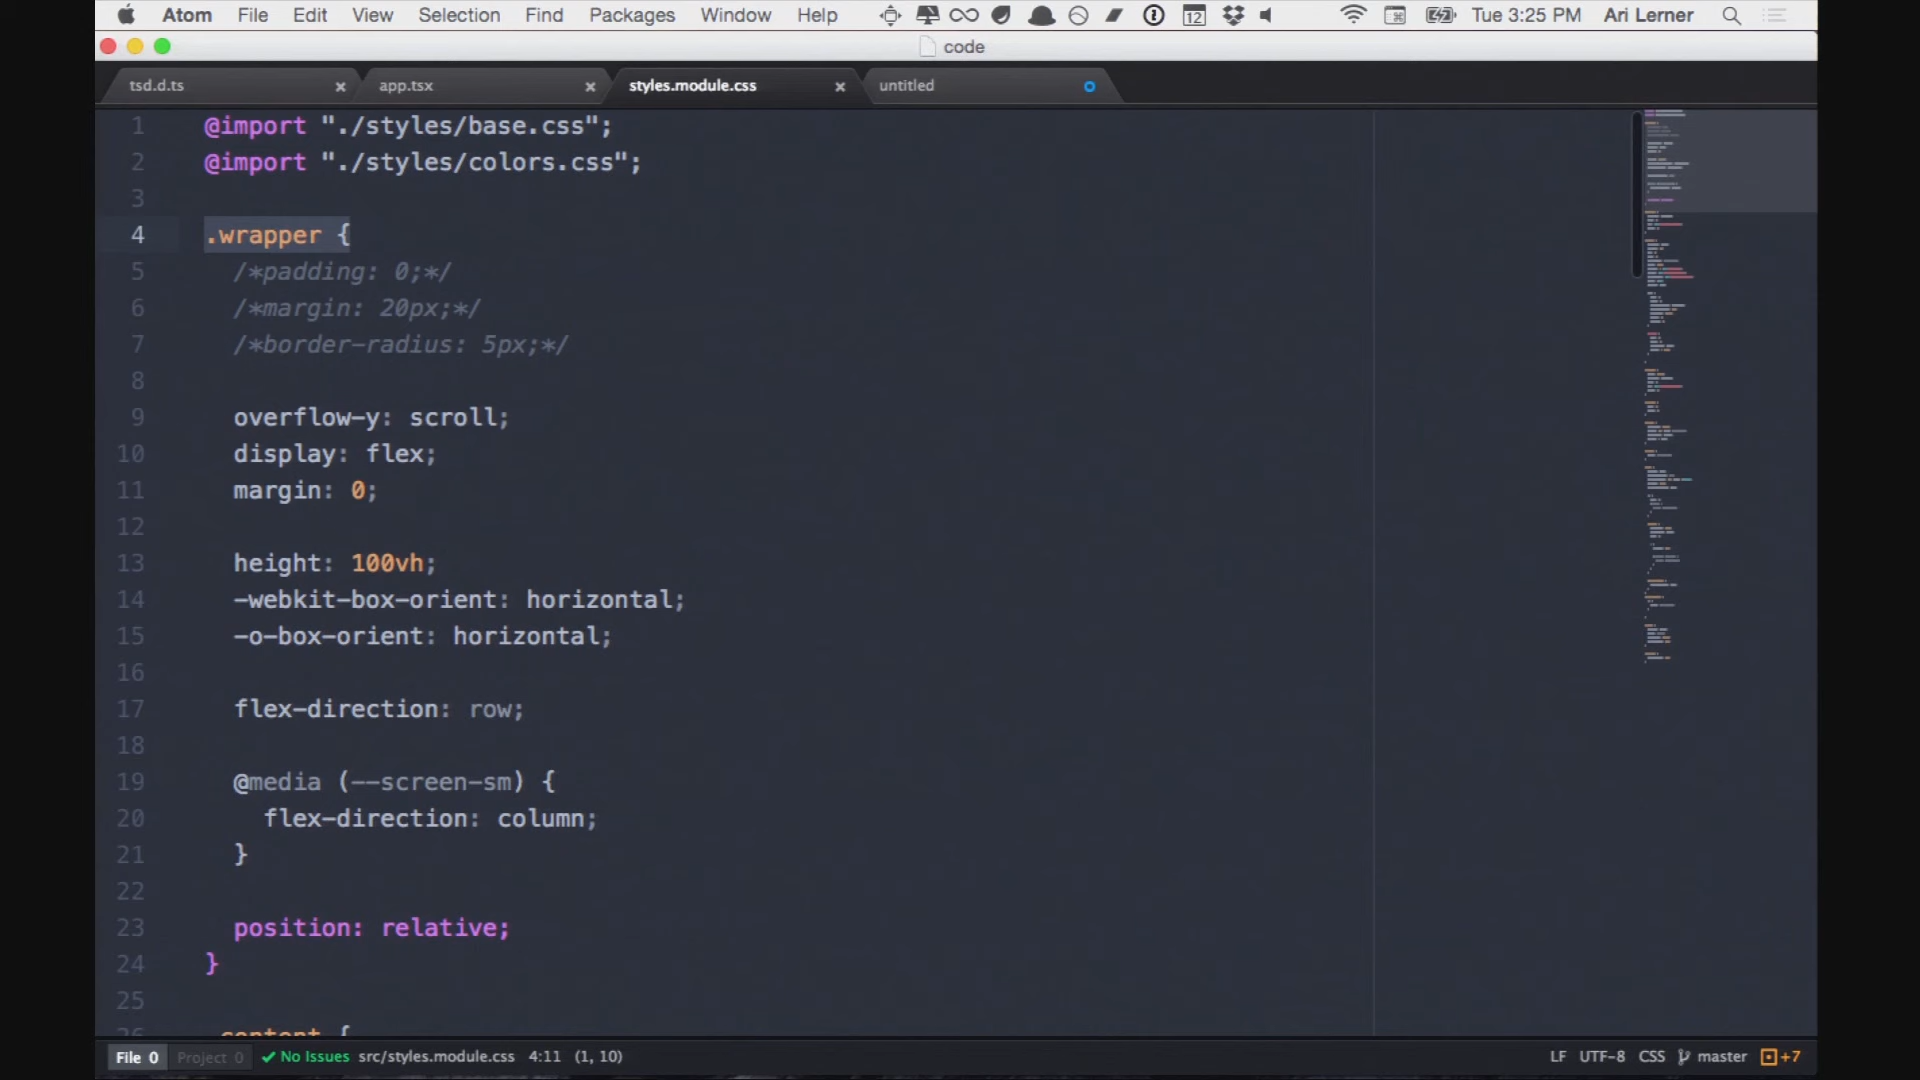 Atom File Edit View Selection Find Packages Window Help 12 Tue 3:25 PM Ari Lerner
code
tsd.d.ts app.tsx styles.module.css untitled
1 @import "./styles/base.css";
2 @import "./styles/colors.css";
3
4 .wrapper {
5 /*padding: 0;*/
6 /*margin: 20px;*/
7 /*border-radius: 5px;*/
8
9 overflow-y: scroll;
10 display: flex;
11 margin: 0;
12
13 height: 100vh;
14 -webkit-box-orient: horizontal;
15 -o-box-orient: horizontal;
16
17 flex-direction: row;
18
19 @media (--screen-sm) {
20 flex-direction: column;
21 }
22
23 position: relative;
24 }
25
26 .content {
File 0 Project 0 No Issues src/styles.module.css 4:11 (1, 10) LF UTF-8 CSS master +7